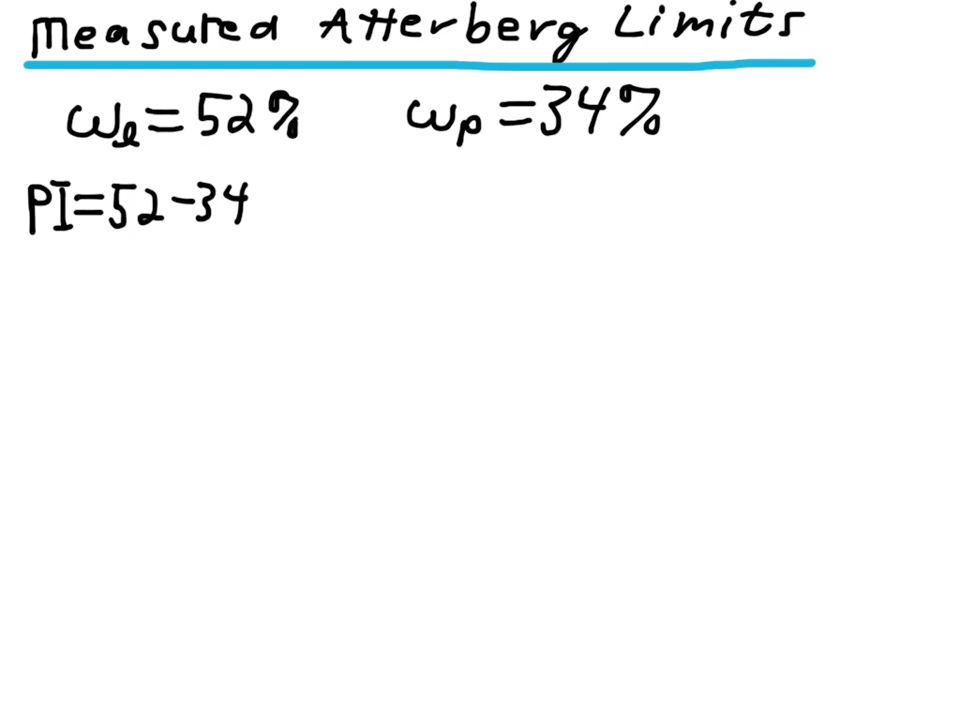 Measured Atterberg Limits
ωl=52% ωp=34%
PI=52-34